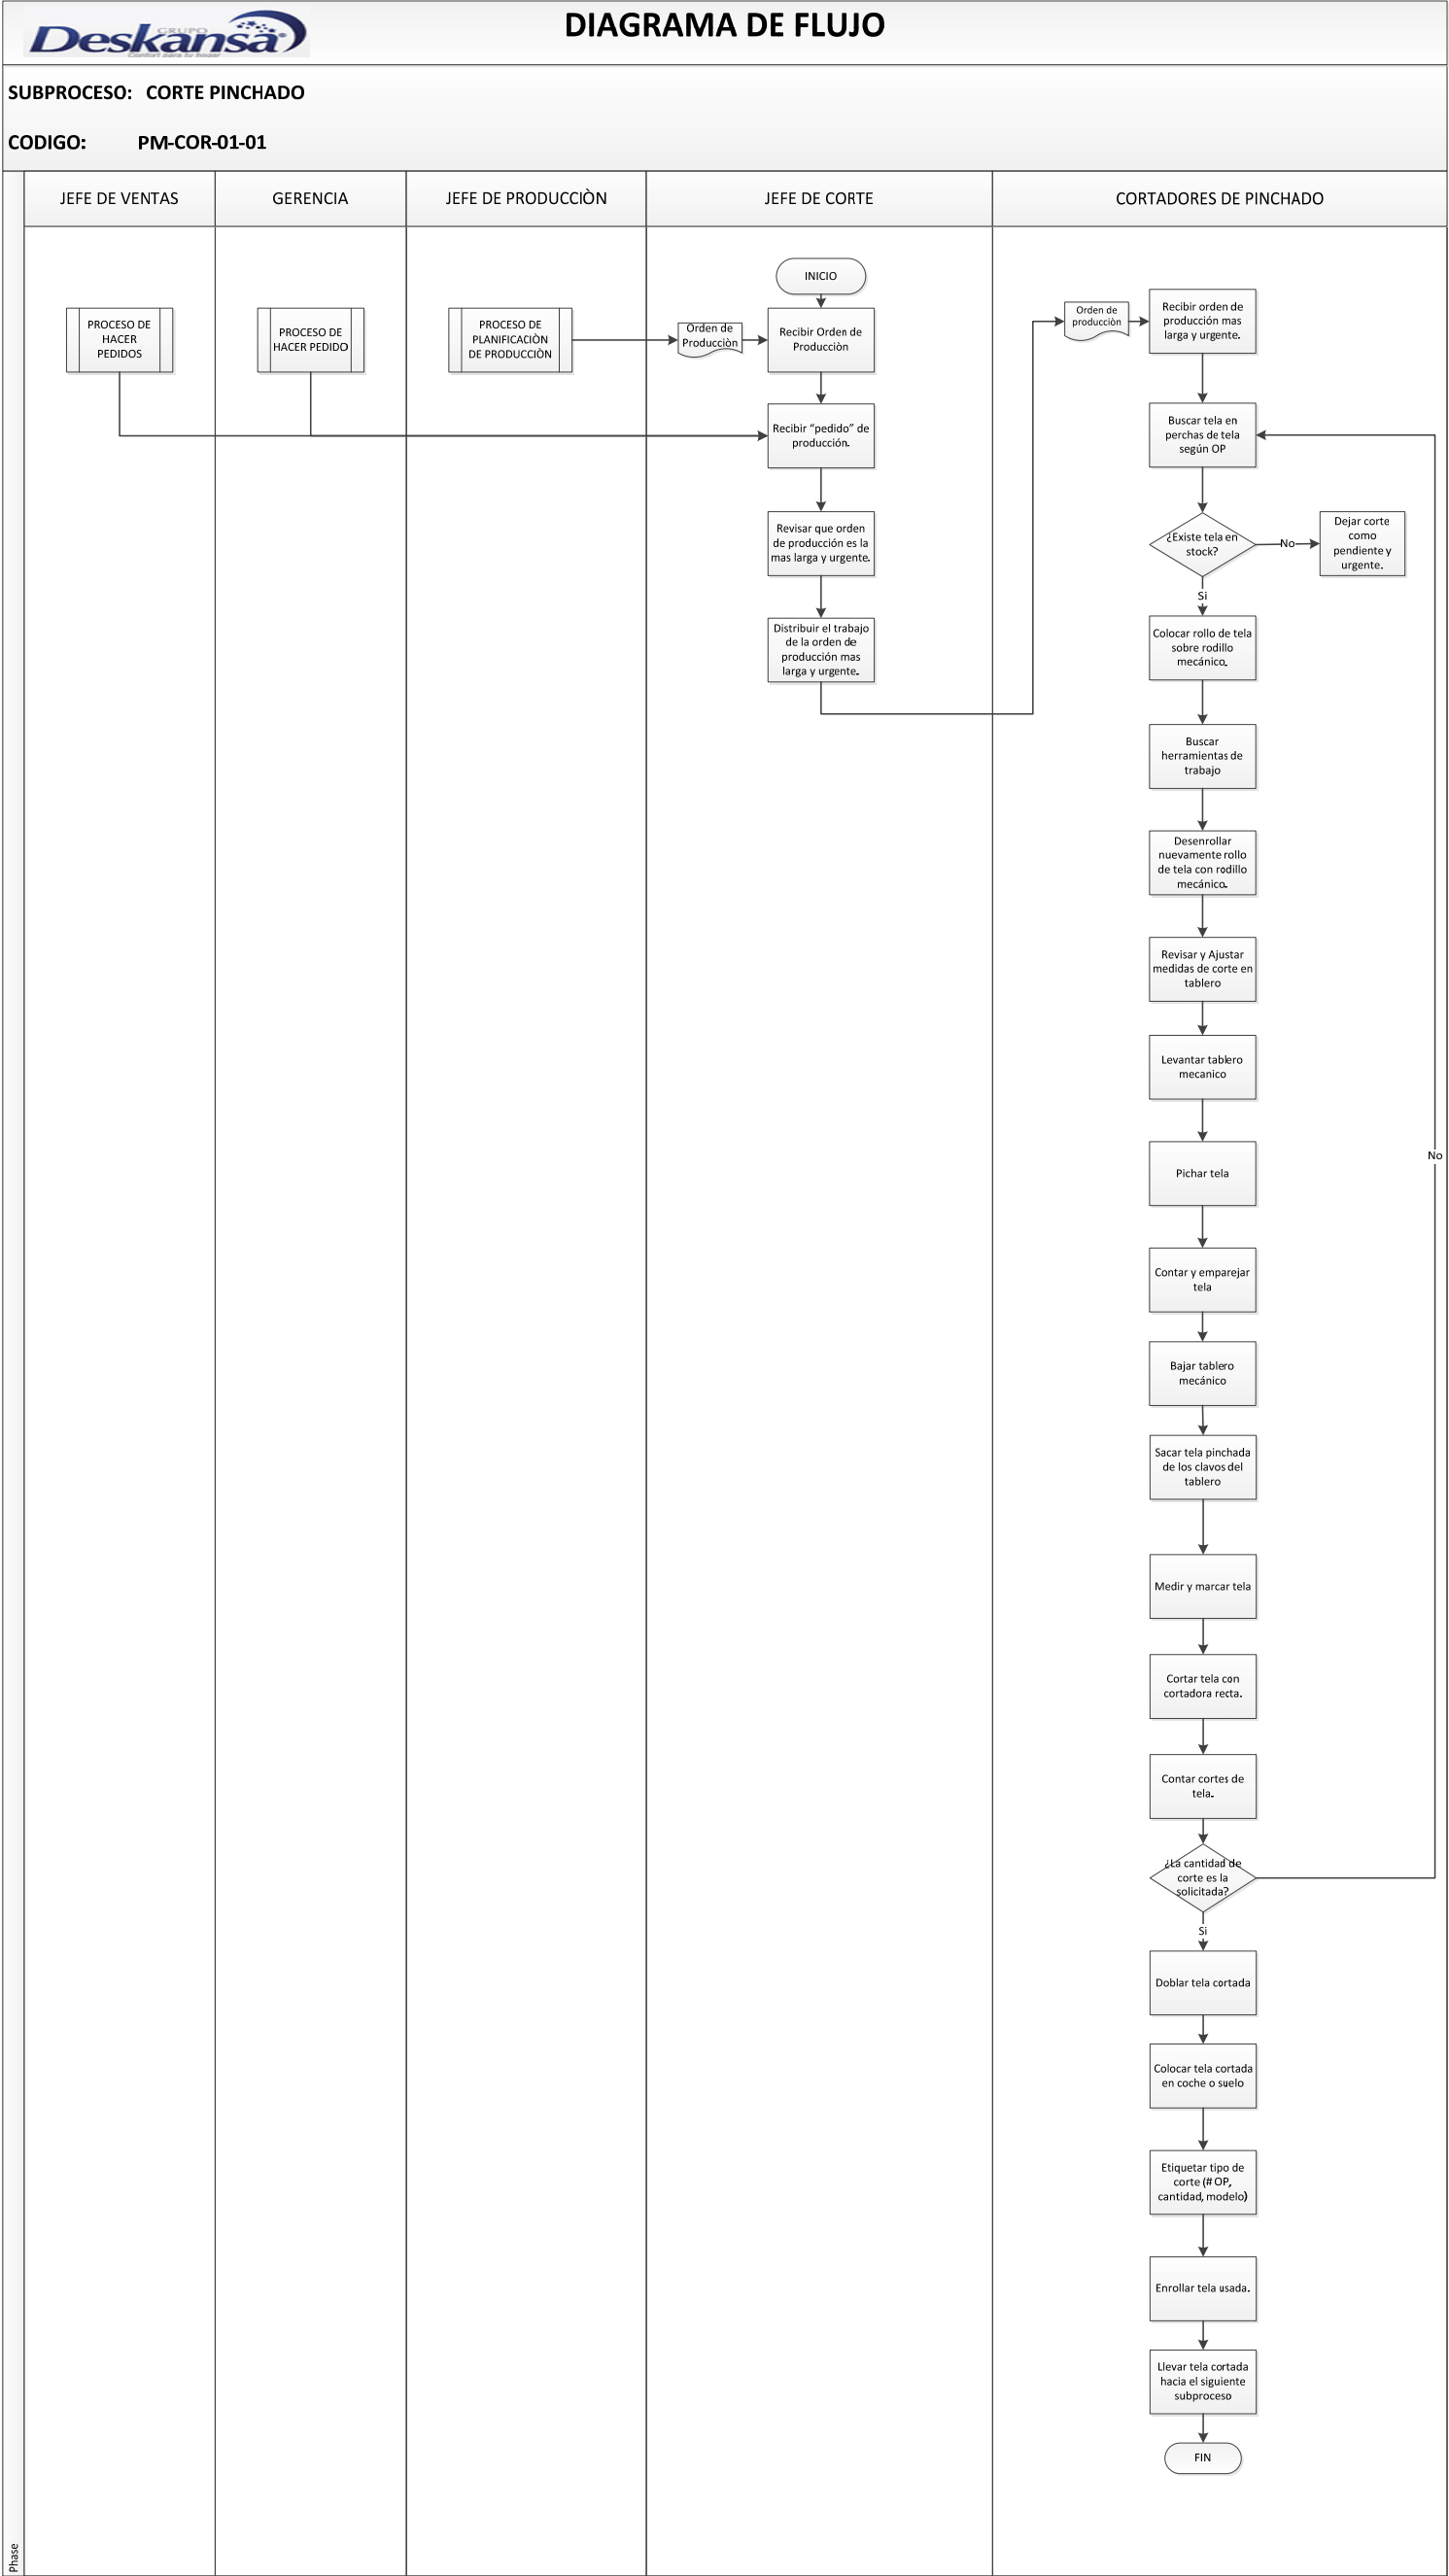 GRUPO
Deskansa
DIAGRAMA DE FLUJO
SUBPROCESO: CORTE PINCHADO
CODIGO: PM-COR-01-01
JEFE DE VENTAS
GERENCIA
JEFE DE PRODUCCIÒN
JEFE DE CORTE
CORTADORES DE PINCHADO
PROCESO DE
HACER
PEDIDOS
PROCESO DE
HACER PEDIDO
PROCESO DE
PLANIFICACIÒN
DE PRODUCCIÒN
INICIO
Orden de
Producciòn
Recibir Orden de
Producciòn
Recibir “pedido” de
producción.
Revisar que orden
de producción es la
mas larga y urgente.
Distribuir el trabajo
de la orden de
producción mas
larga y urgente.
Orden de
producciòn
Recibir orden de
producción mas
larga y urgente.
Buscar tela en
perchas de tela
según OP
¿Existe tela en
stock?
No
Dejar corte
como
pendiente y
urgente.
Si
Colocar rollo de tela
sobre rodillo
mecánico.
Buscar
herramientas de
trabajo
Desenrollar
nuevamente rollo
de tela con rodillo
mecánico.
Revisar y Ajustar
medidas de corte en
tablero
Levantar tablero
mecanico
No
Pichar tela
Contar y emparejar
tela
Bajar tablero
mecánico
Sacar tela pinchada
de los clavos del
tablero
Medir y marcar tela
Cortar tela con
cortadora recta.
Contar cortes de
tela.
¿La cantidad de
corte es la
solicitada?
Si
Doblar tela cortada
Colocar tela cortada
en coche o suelo
Etiquetar tipo de
corte (# OP,
cantidad, modelo)
Enrollar tela usada.
Llevar tela cortada
hacia el siguiente
subproceso
FIN
Phase